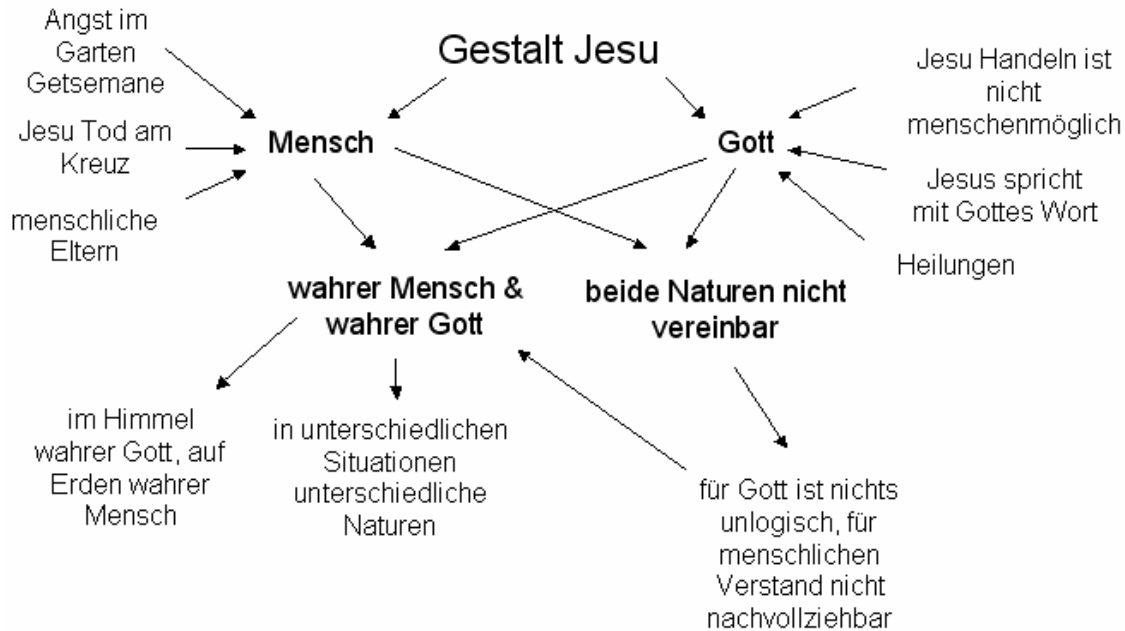 Gestalt Jesu
Angst im
Garten
Getsemane
Jesu Tod am
Kreuz
menschliche
Eltern
Mensch
Gott
Jesu Handeln ist
nicht
menschenmöglich
Jesus spricht
mit Gottes Wort
Heilungen
wahrer Mensch &
wahrer Gott
beide Naturen nicht
vereinbar
im Himmel
wahrer Gott, auf
Erden wahrer
Mensch
in unterschiedlichen
Situationen
unterschiedliche
Naturen
für Gott ist nichts
unlogisch, für
menschlichen
Verstand nicht
nachvollziehbar